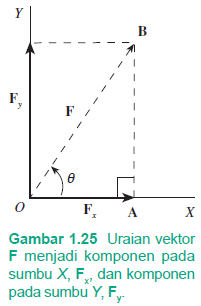 Y
B
F_y
F
θ
O
F_x
A
X
Gambar 1.25 Uraian vektor
F menjadi komponen pada
sumbu X, F_x, dan komponen
pada sumbu Y, F_y.